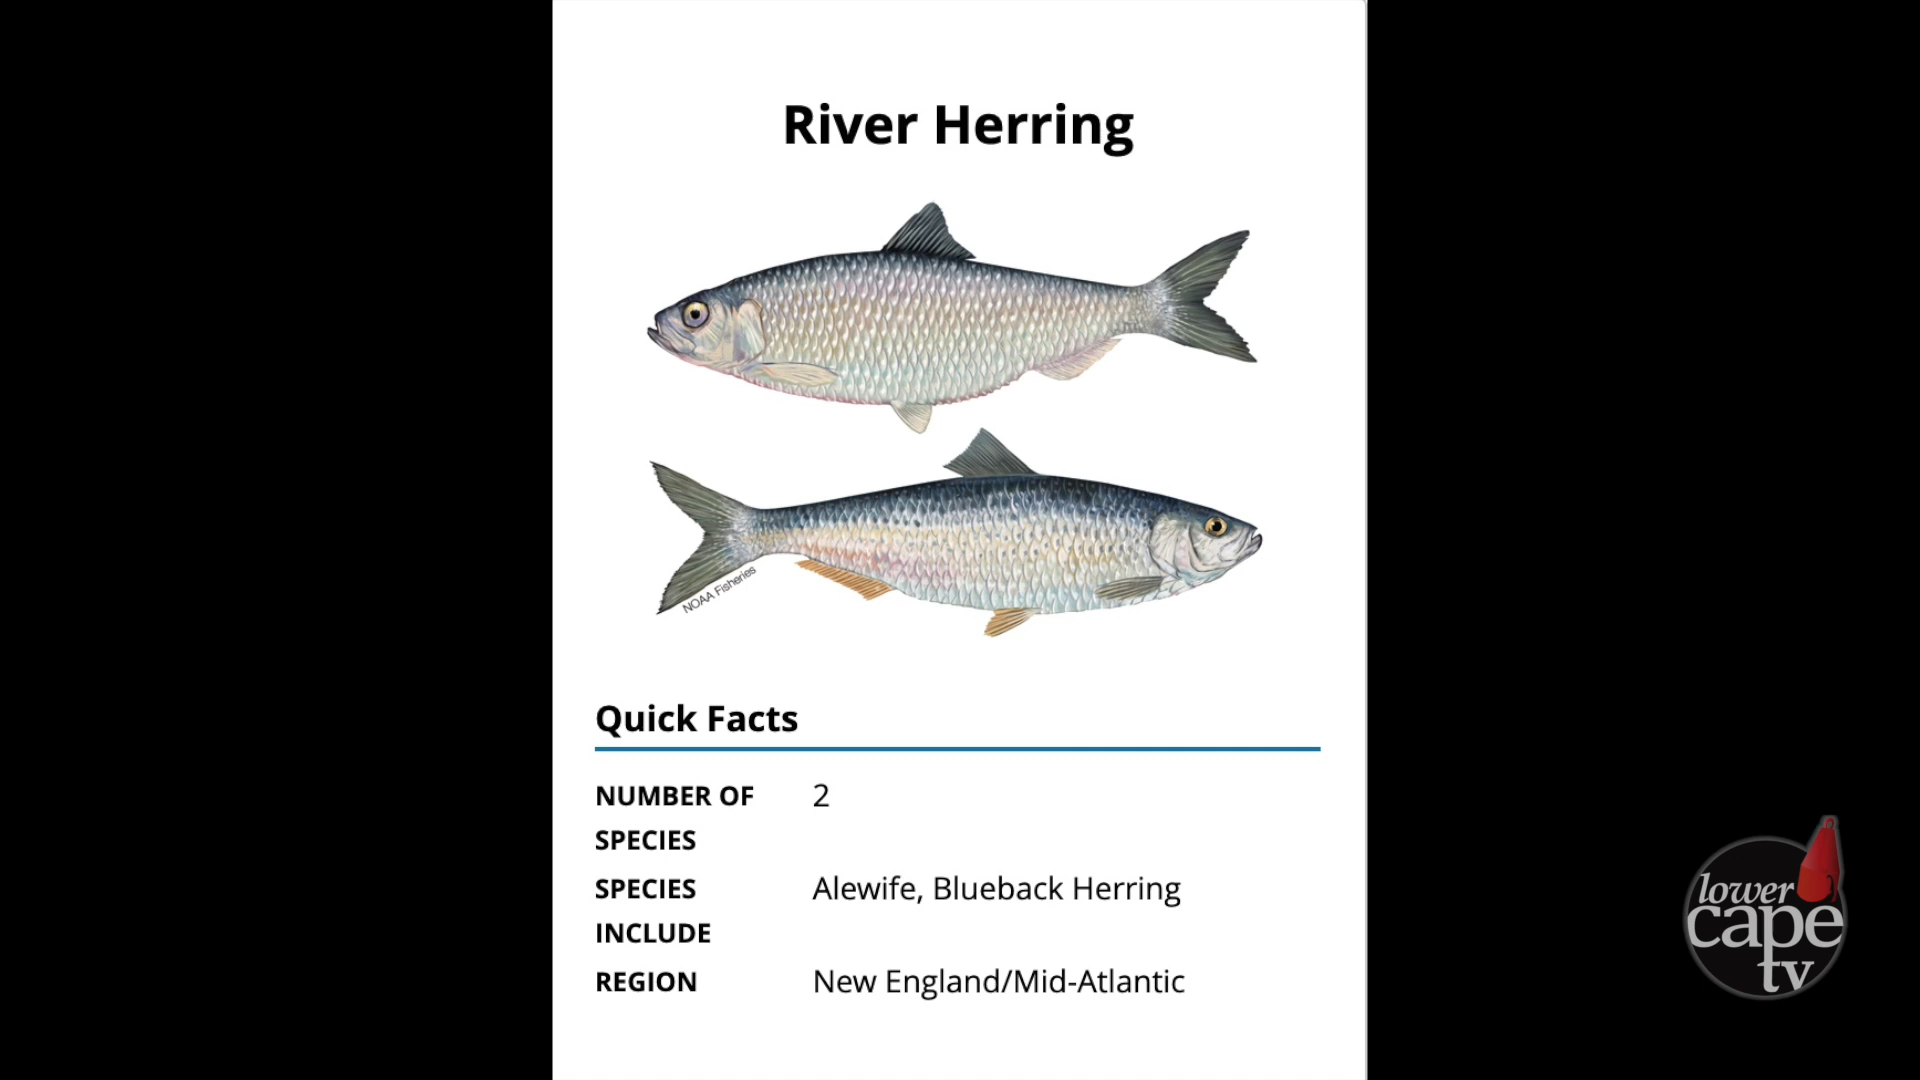 River Herring
NOAA Fisheries
Quick Facts
NUMBER OF 2
SPECIES
SPECIES Alewife, Blueback Herring
INCLUDE
REGION New England/Mid-Atlantic
lower
cape
tv